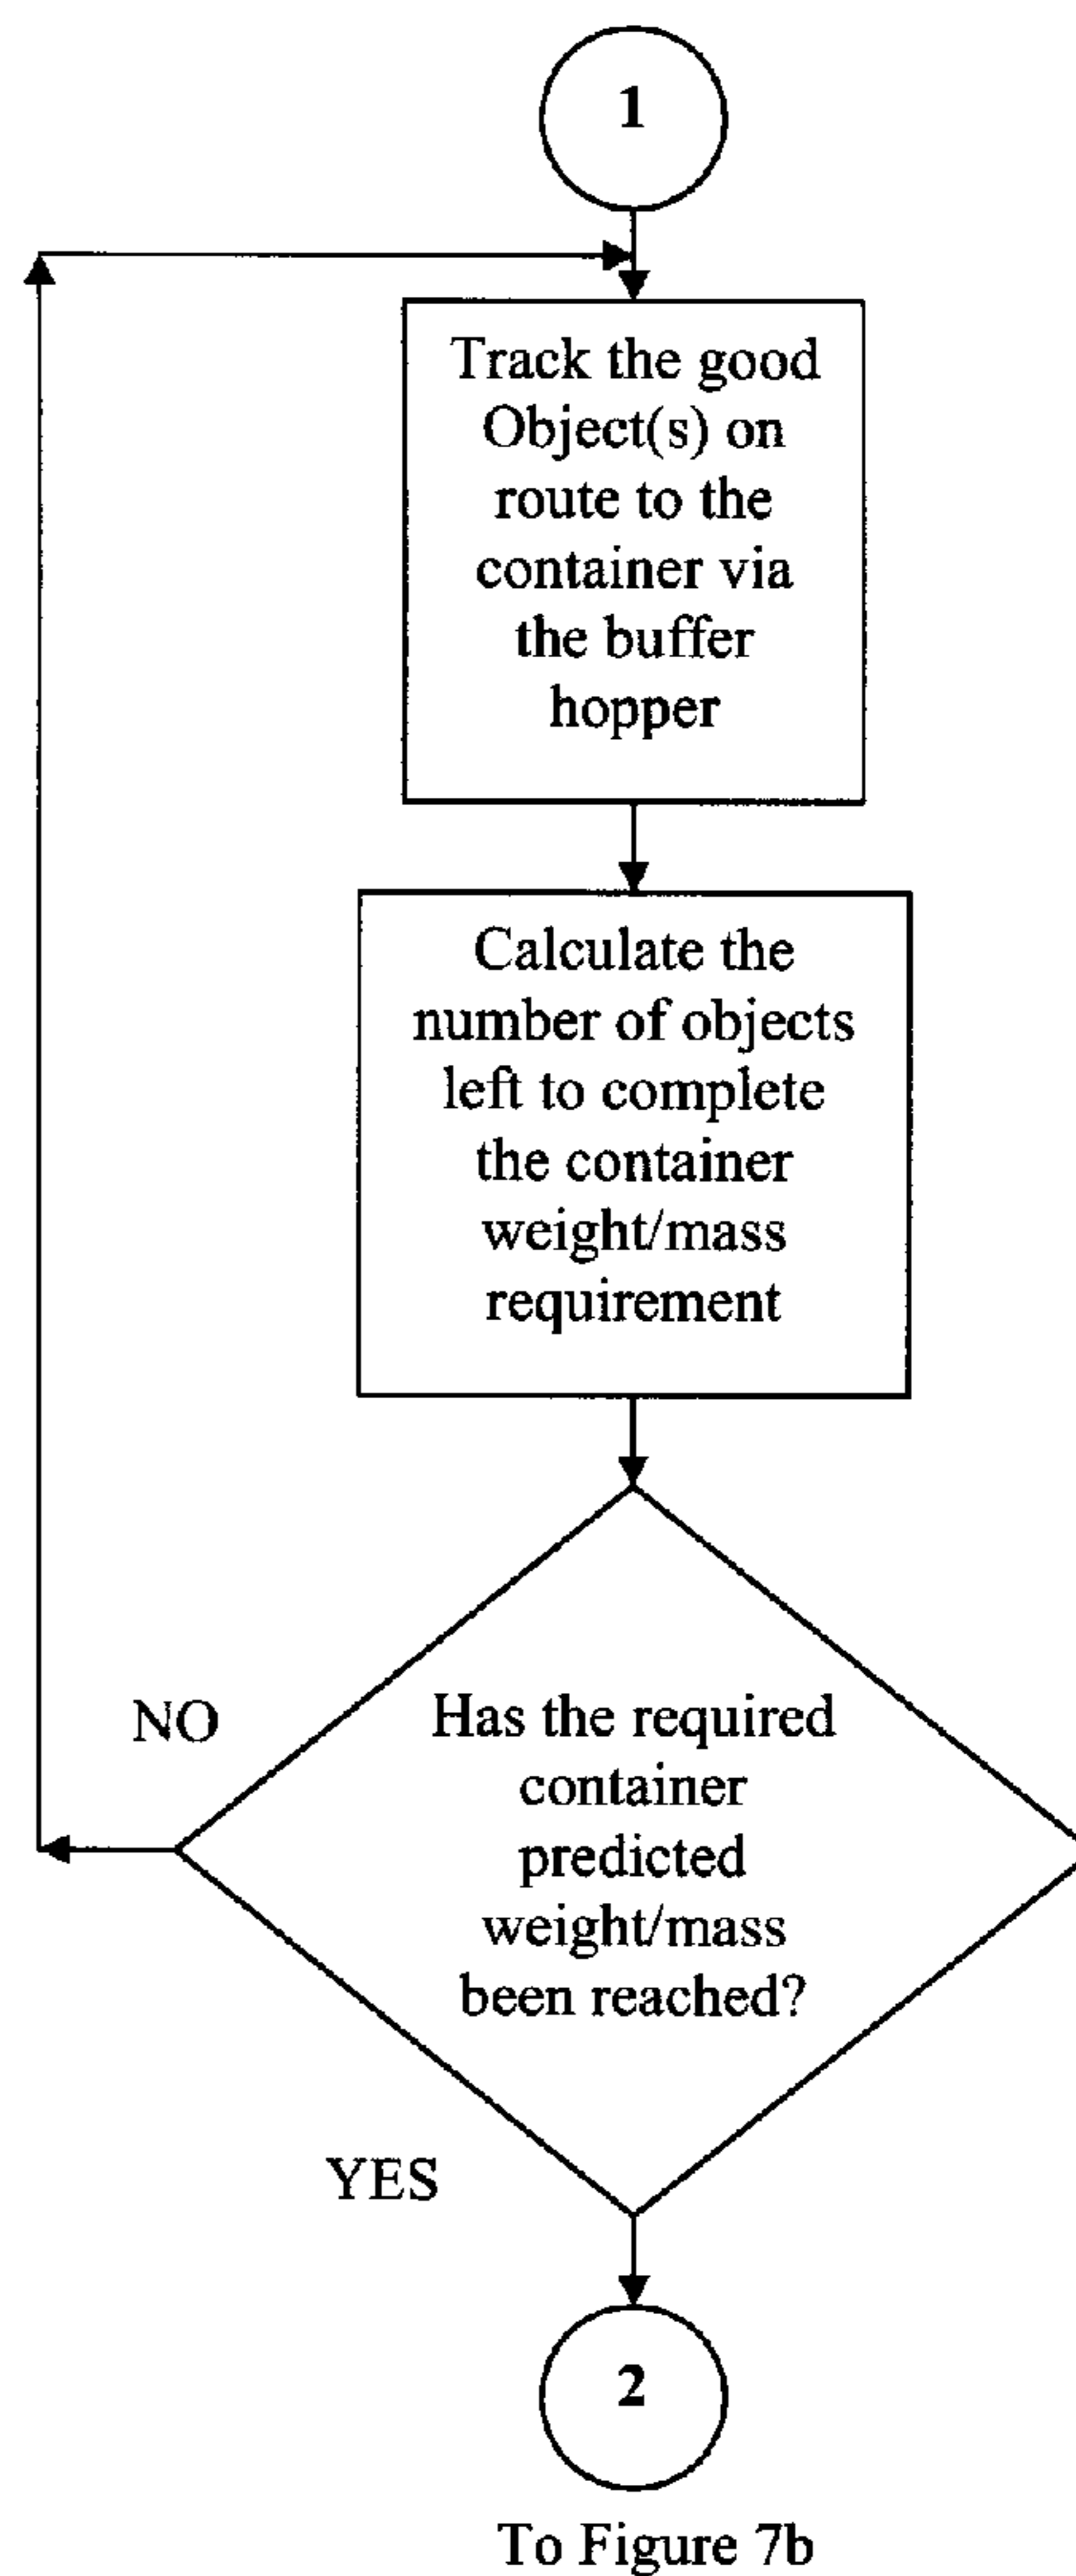 1
Track the good
Object(s) on
route to the
container via
the buffer
hopper
Calculate the
number of objects
left to complete
the container
weight/mass
requirement
NO
Has the required
container
predicted
weight/mass
been reached?
YES
2
To Figure 7b